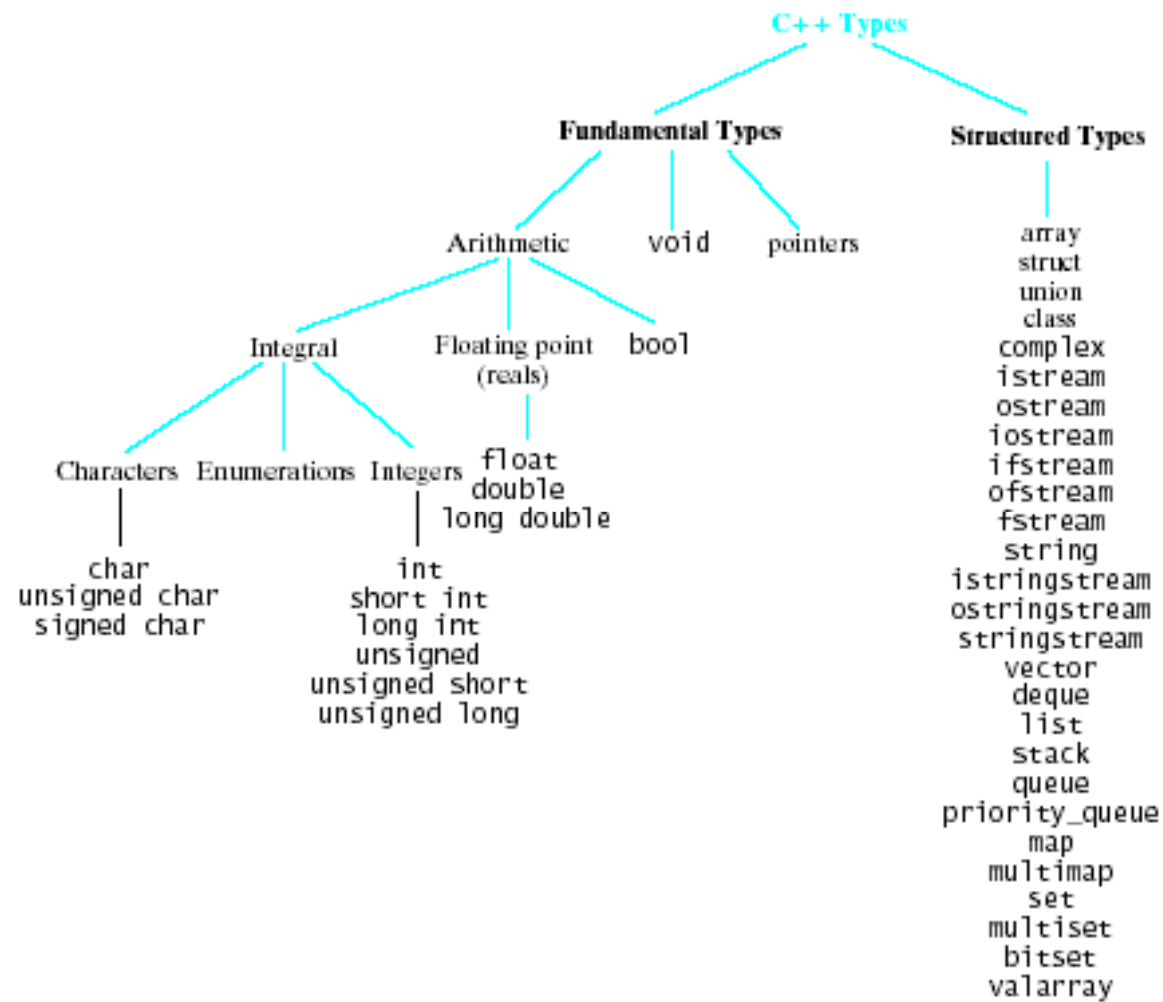 C++ Types
Fundamental Types
Structured Types
Arithmetic
void
pointers
Integral
Floating point
(reals)
bool
Characters
Enumerations
Integers
float
double
long double
char
unsigned char
signed char
int
short int
long int
unsigned
unsigned short
unsigned long
array
struct
union
class
complex
istream
ostream
iostream
ifstream
ofstream
fstream
string
istringstream
ostringstream
stringstream
vector
deque
list
stack
queue
priority_queue
map
multimap
set
multiset
bitset
valarray